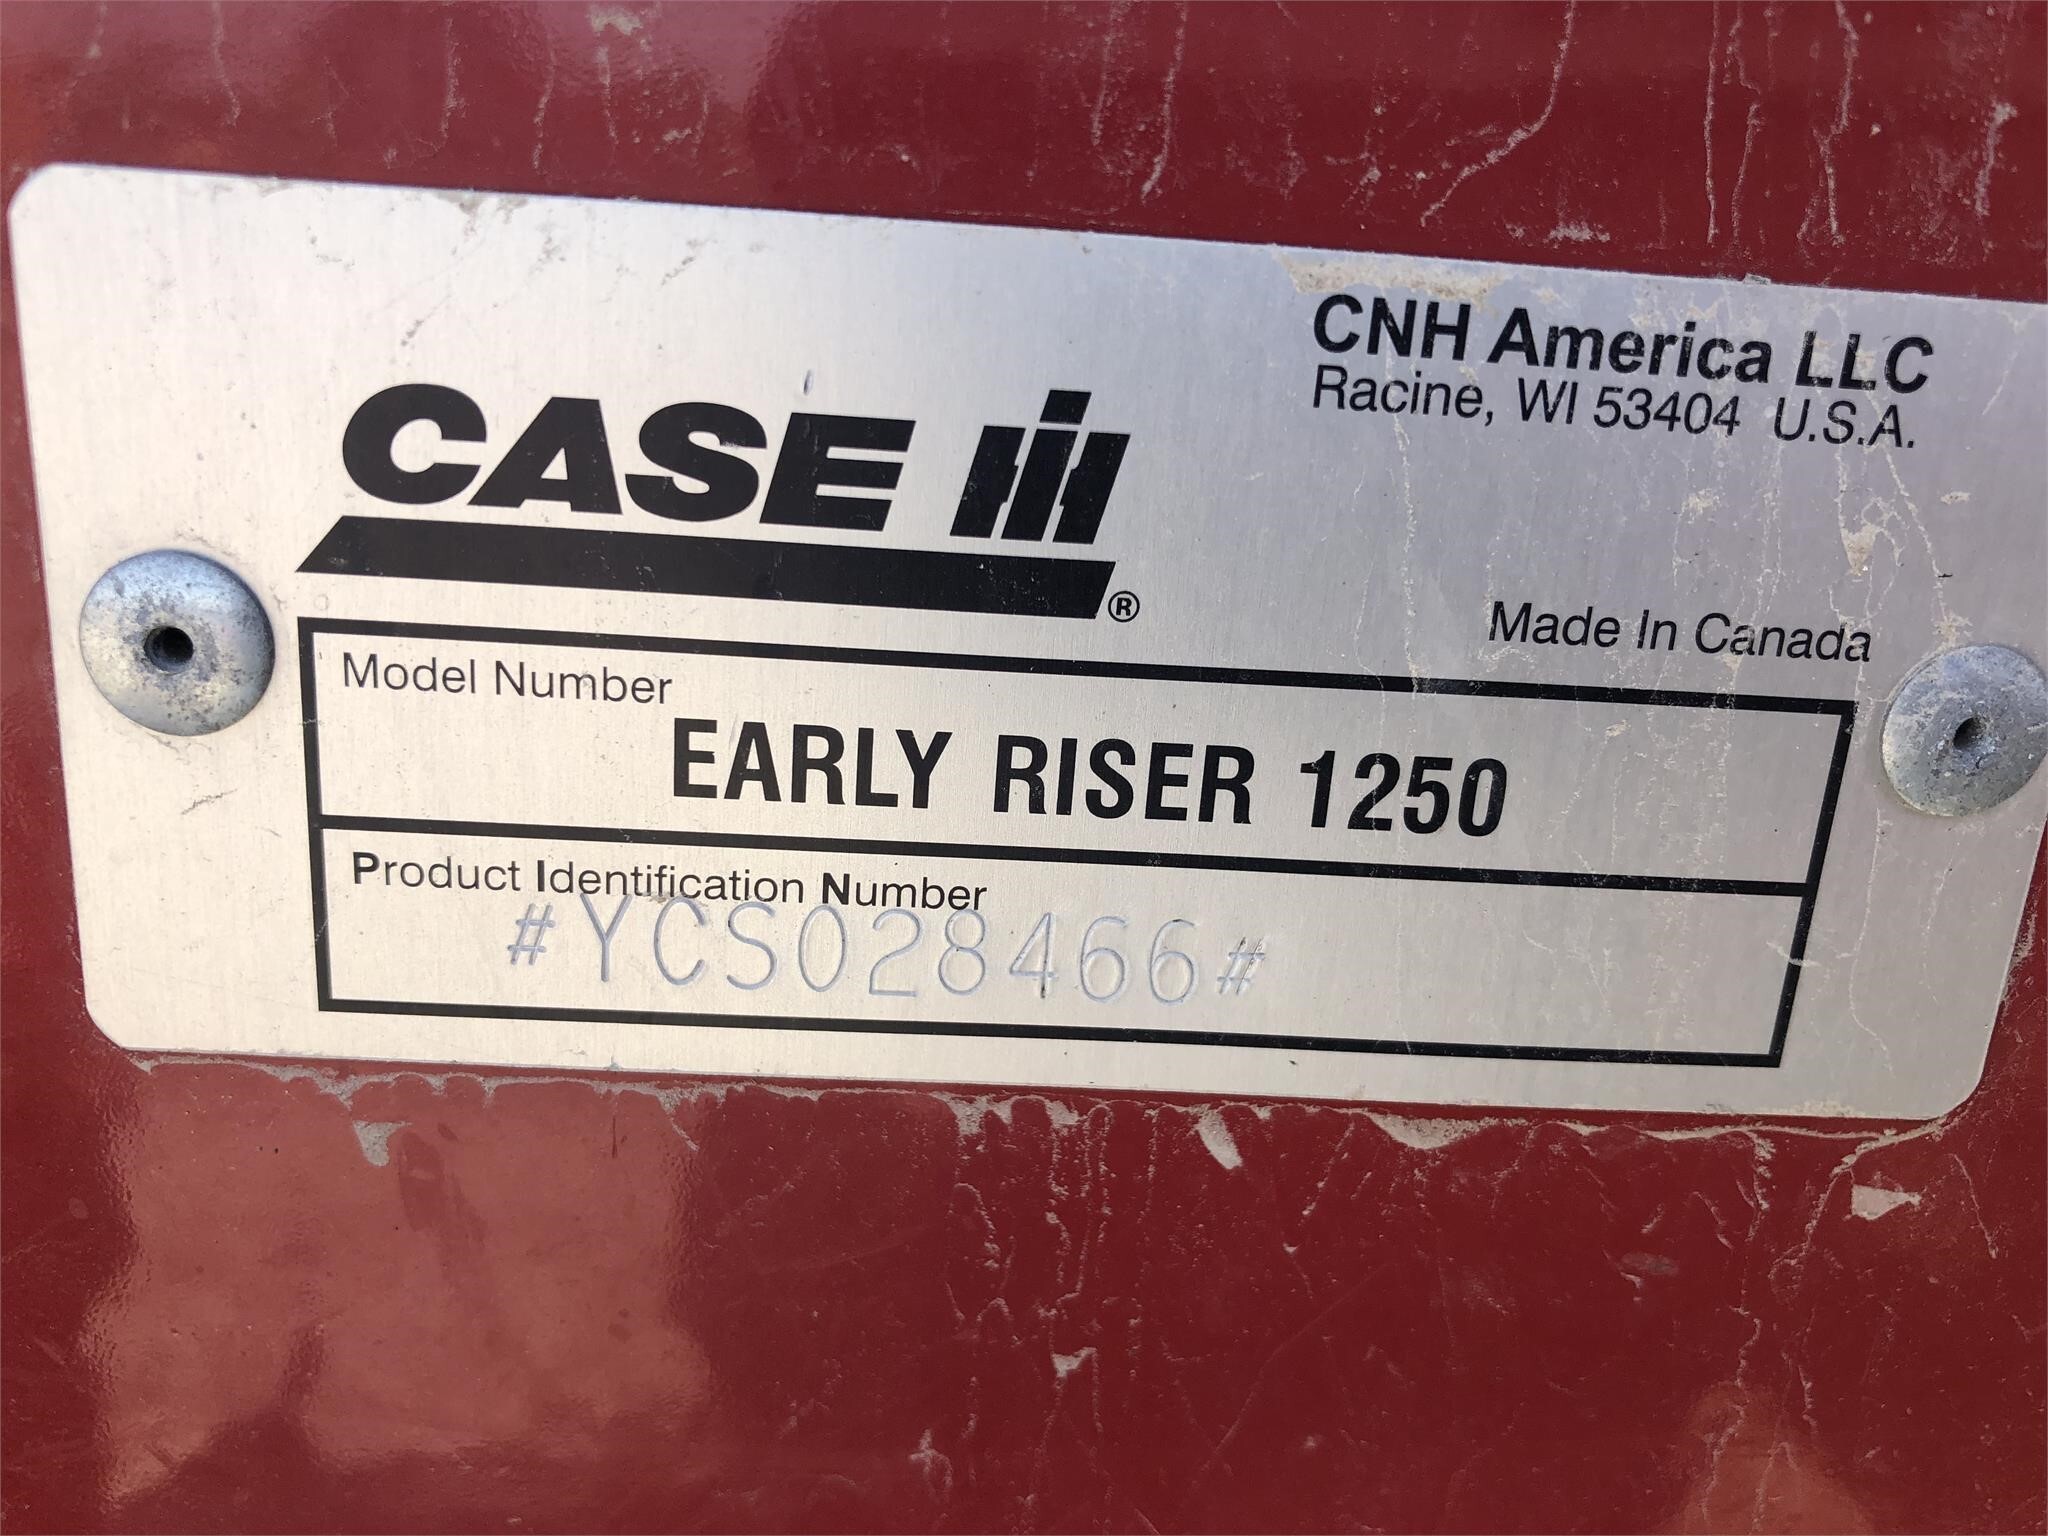 CNH America LLC
Racine, WI 53404 U.S.A.
CASE IH ®
Made In Canada
Model Number
EARLY RISER 1250
Product Identification Number
#YCS028466#